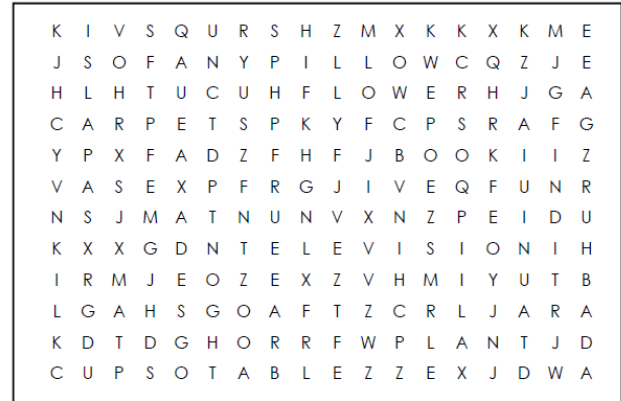 K I V S Q U R S H Z M X K K X K M E
J S O F A N Y P I L L O W C Q Z J E
H L H T U C U H F L O W E R H J G A
C A R P E T S P K Y F C P S R A F G
Y P X F A D Z F H F J B O O K I I Z
V A S E X P F R G J I V E Q F U N R
N S J M A T N U N V X N Z P E I D U
K X X G D N T E L E V I S I O N I H
I R M J E O Z E X Z V H M I Y U T B
L G A H S G O A F T Z C R L J A R A
K D T D G H O R R F W P L A N T J D
C U P S O T A B L E Z Z E X J D W A